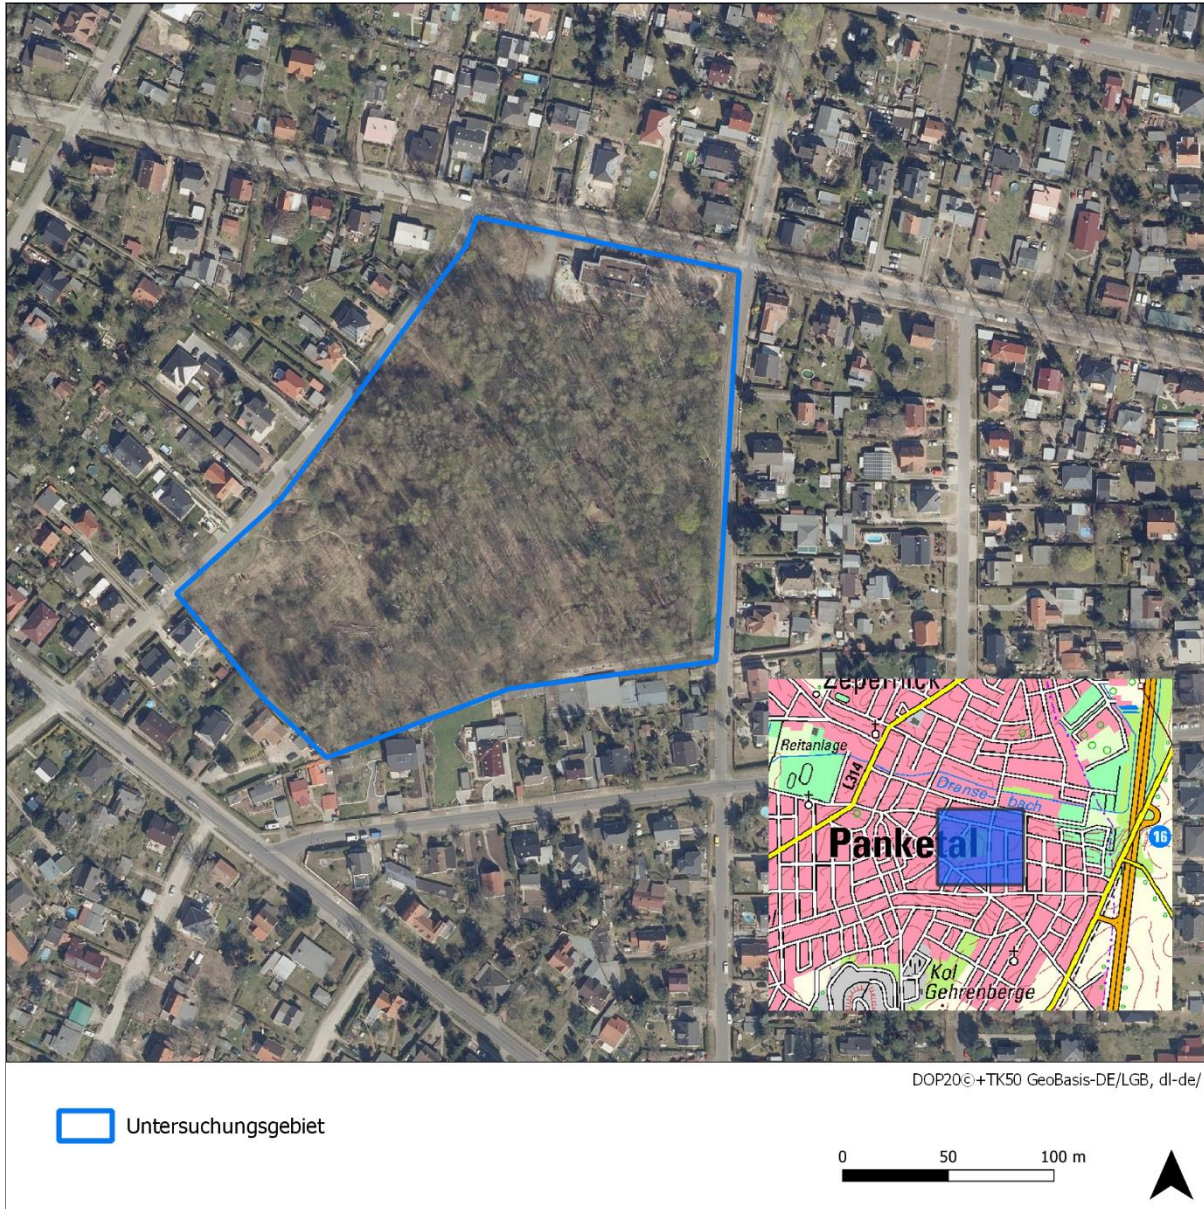 Zepernick
Reitanlage
L314
Dranse-
bach
Panketal
16
Kol
Gehrenberge
DOP20©+TK50 GeoBasis-DE/LGB, dl-de/
Untersuchungsgebiet
0 50 100 m